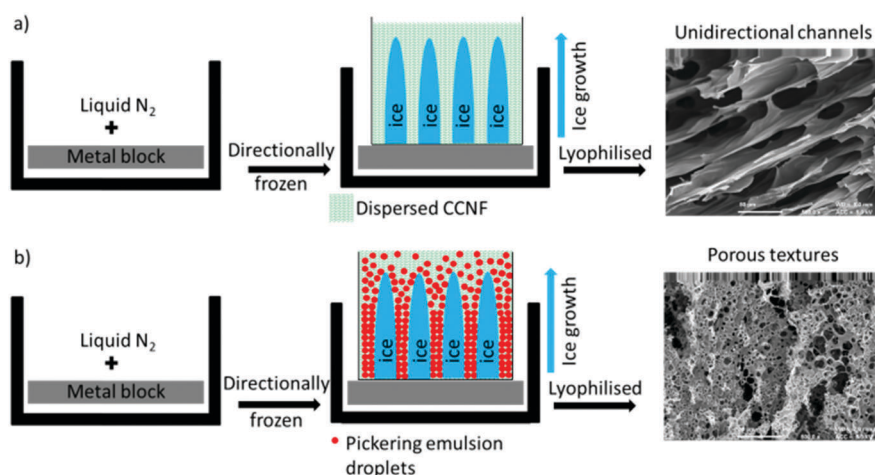 a)
Liquid N2
+
Metal block
Directionally
frozen
ice
ice
ice
ice
Ice growth
Dispersed CCNF
Lyophilised
Unidirectional channels
b)
Liquid N2
+
Metal block
Directionally
frozen
ice
ice
ice
ice
Ice growth
Pickering emulsion
droplets
Lyophilised
Porous textures